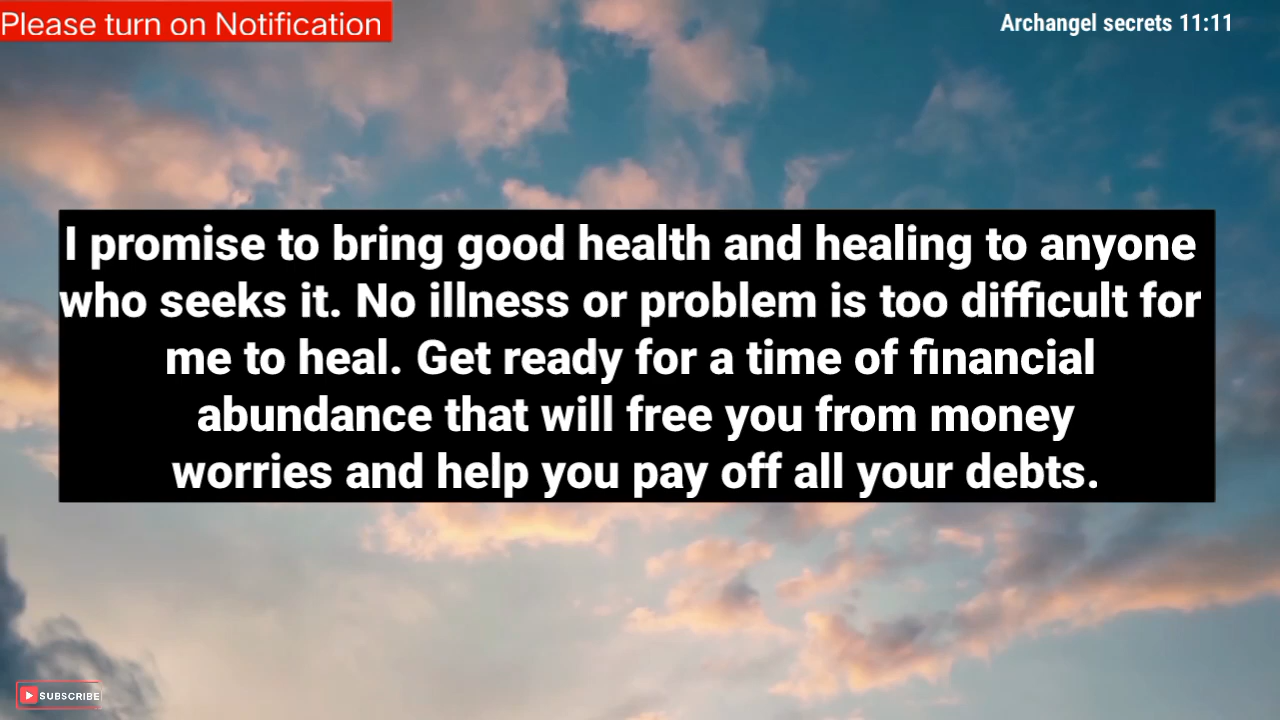 Please turn on Notification
Archangel secrets 11:11
I promise to bring good health and healing to anyone
who seeks it. No illness or problem is too difficult for
me to heal. Get ready for a time of financial
abundance that will free you from money
worries and help you pay off all your debts.
SUBSCRIBE